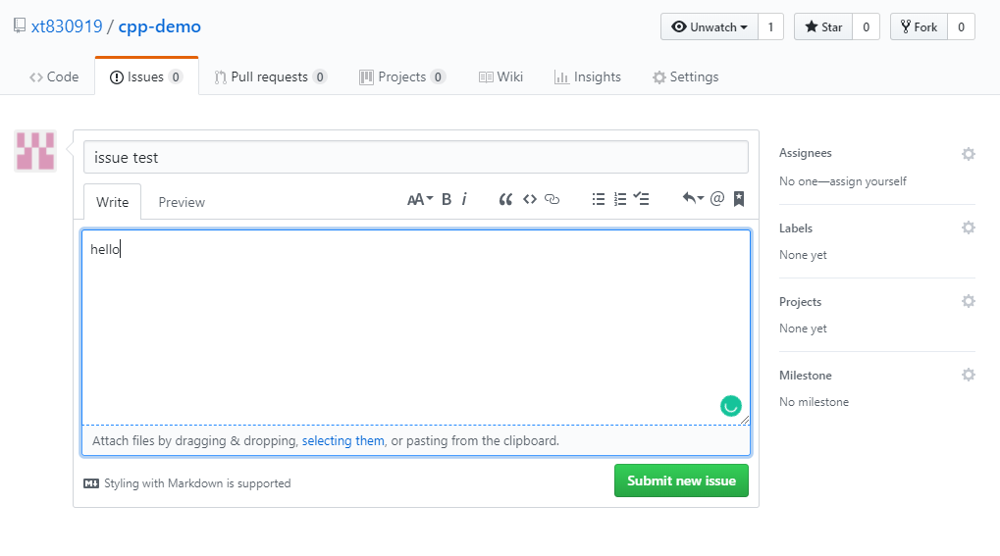 xt830919 / cpp-demo
Unwatch 1 Star 0 Fork 0
Code Issues 0 Pull requests 0 Projects 0 Wiki Insights Settings
issue test
Write Preview AA B i @
hello
Attach files by dragging & dropping, selecting them, or pasting from the clipboard.
Styling with Markdown is supported
Submit new issue
Assignees
No one—assign yourself
Labels
None yet
Projects
None yet
Milestone
No milestone